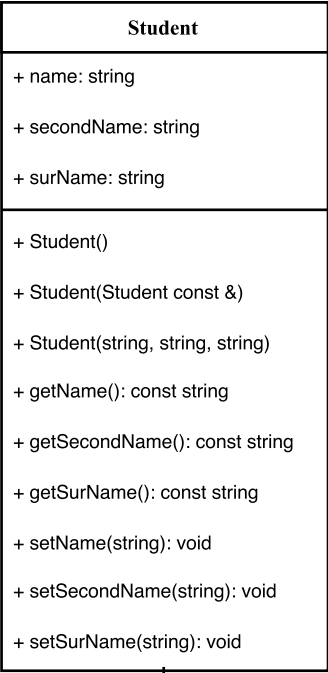 Student
+ name: string
+ secondName: string
+ surName: string
+ Student()
+ Student(Student const &)
+ Student(string, string, string)
+ getName(): const string
+ getSecondName(): const string
+ getSurName(): const string
+ setName(string): void
+ setSecondName(string): void
+ setSurName(string): void